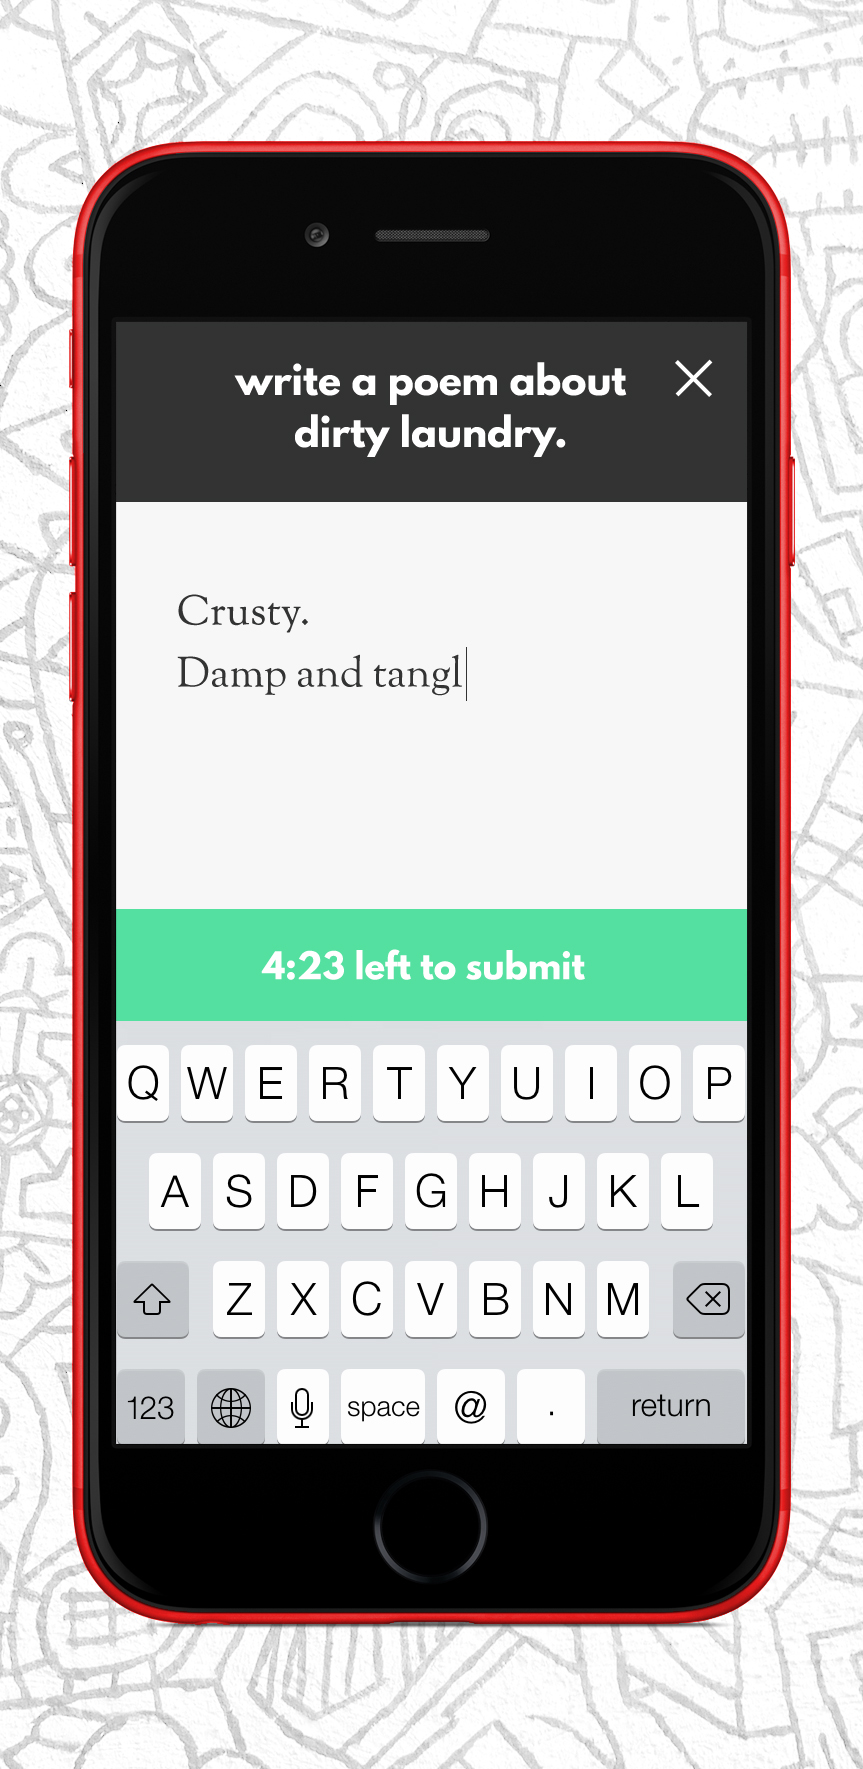 write a poem about
dirty laundry.
Crusty.
Damp and tangl
4:23 left to submit
Q W E R T Y U I O P
A S D F G H J K L
Z X C V B N M
123 space @ . return